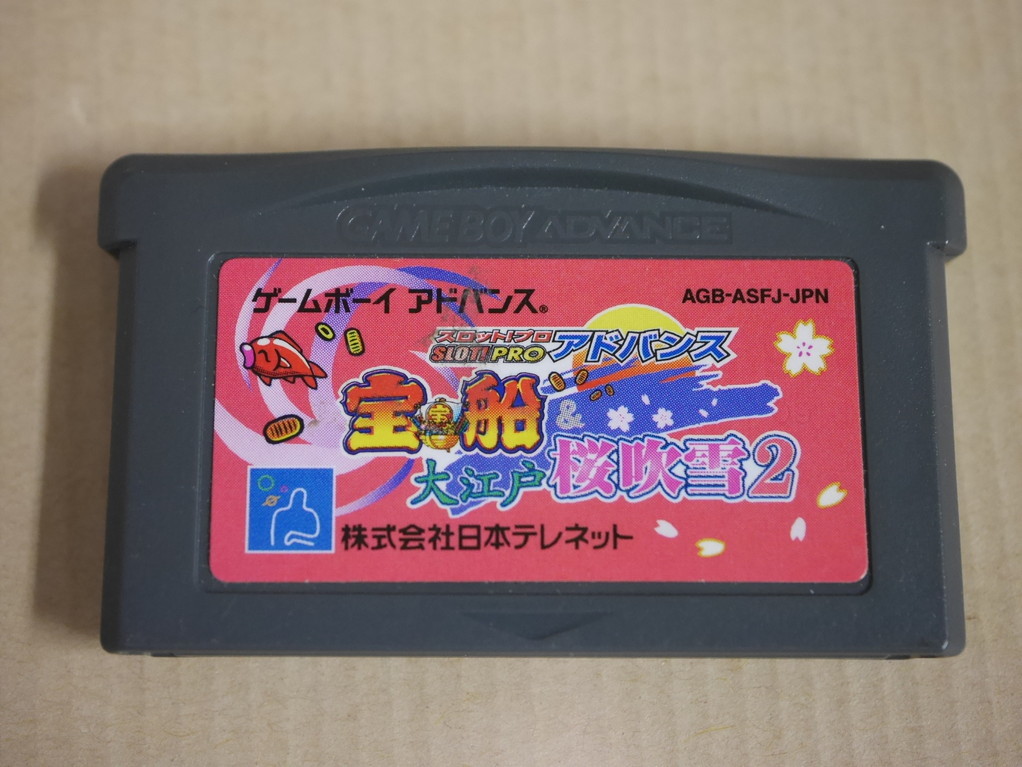 GAME BOY ADVANCE
ゲームボーイ アドバンス®
AGB-ASFJ-JPN
スロット!プロ
SLOT! PRO アドバンス
宝船 &
宝
大江戸 桜吹雪2
株式会社日本テレネット